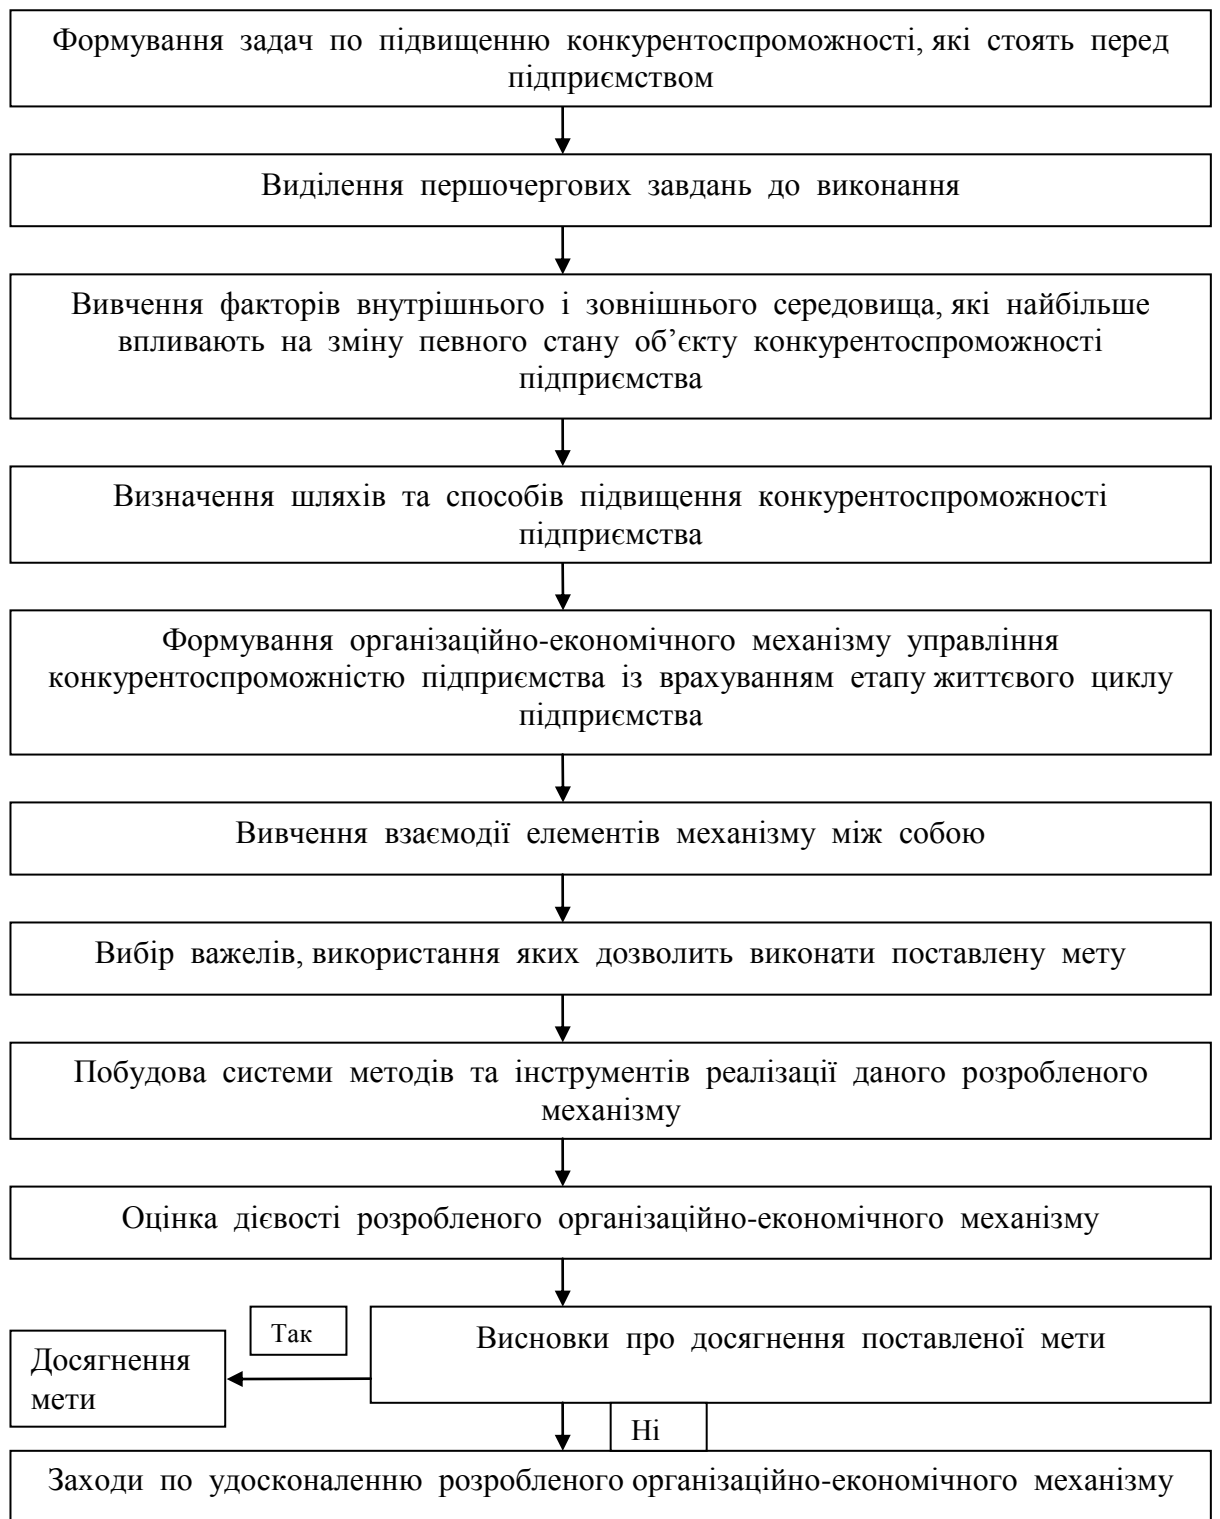 Формування задач по підвищенню конкурентоспроможності, які стоять перед
підприємством
Виділення першочергових завдань до виконання
Вивчення факторів внутрішнього і зовнішнього середовища, які найбільше
впливають на зміну певного стану об’єкту конкурентоспроможності
підприємства
Визначення шляхів та способів підвищення конкурентоспроможності
підприємства
Формування організаційно-економічного механізму управління
конкурентоспроможністю підприємства із врахуванням етапу життєвого циклу
підприємства
Вивчення взаємодії елементів механізму між собою
Вибір важелів, використання яких дозволить виконати поставлену мету
Побудова системи методів та інструментів реалізації даного розробленого
механізму
Оцінка дієвості розробленого організаційно-економічного механізму
Висновки про досягнення поставленої мети
Так
Досягнення
мети
Ні
Заходи по удосконаленню розробленого організаційно-економічного механізму